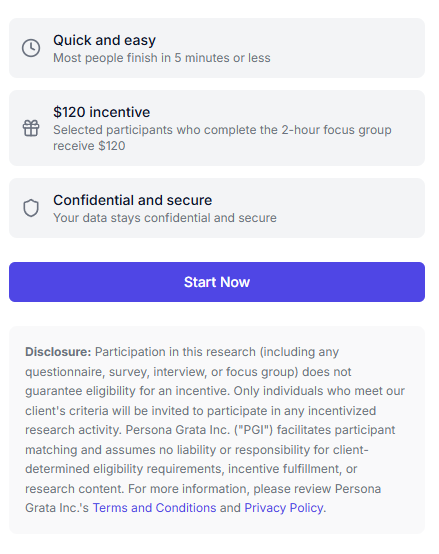 Quick and easy
Most people finish in 5 minutes or less
$120 incentive
Selected participants who complete the 2-hour focus group
receive $120
Confidential and secure
Your data stays confidential and secure
Start Now
Disclosure: Participation in this research (including any
questionnaire, survey, interview, or focus group) does not
guarantee eligibility for an incentive. Only individuals who meet our
client's criteria will be invited to participate in any incentivized
research activity. Persona Grata Inc. ("PGI") facilitates participant
matching and assumes no liability or responsibility for client-
determined eligibility requirements, incentive fulfillment, or
research content. For more information, please review Persona
Grata Inc.'s Terms and Conditions and Privacy Policy.